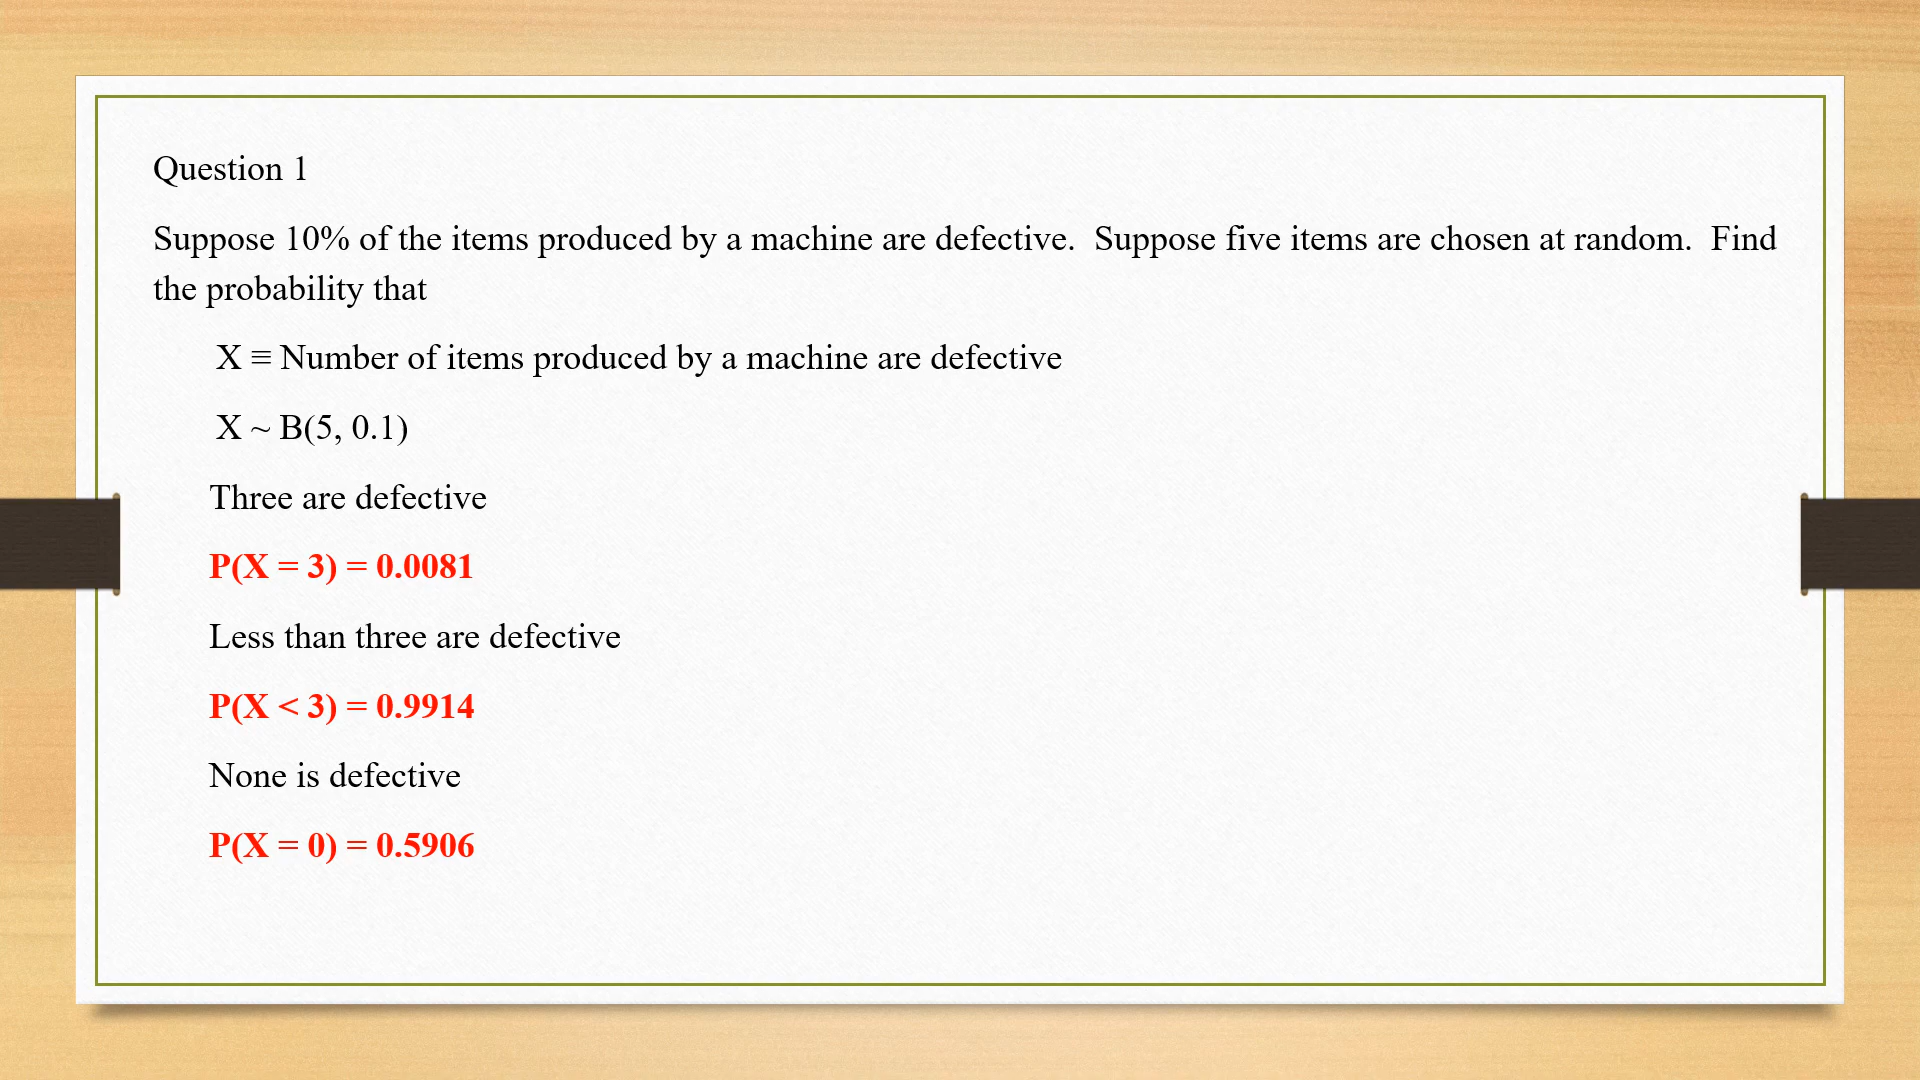 Question 1
Suppose 10% of the items produced by a machine are defective.  Suppose five items are chosen at random.  Find
the probability that
X ≡ Number of items produced by a machine are defective
X ~ B(5, 0.1)
Three are defective
P(X = 3) = 0.0081
Less than three are defective
P(X < 3) = 0.9914
None is defective
P(X = 0) = 0.5906